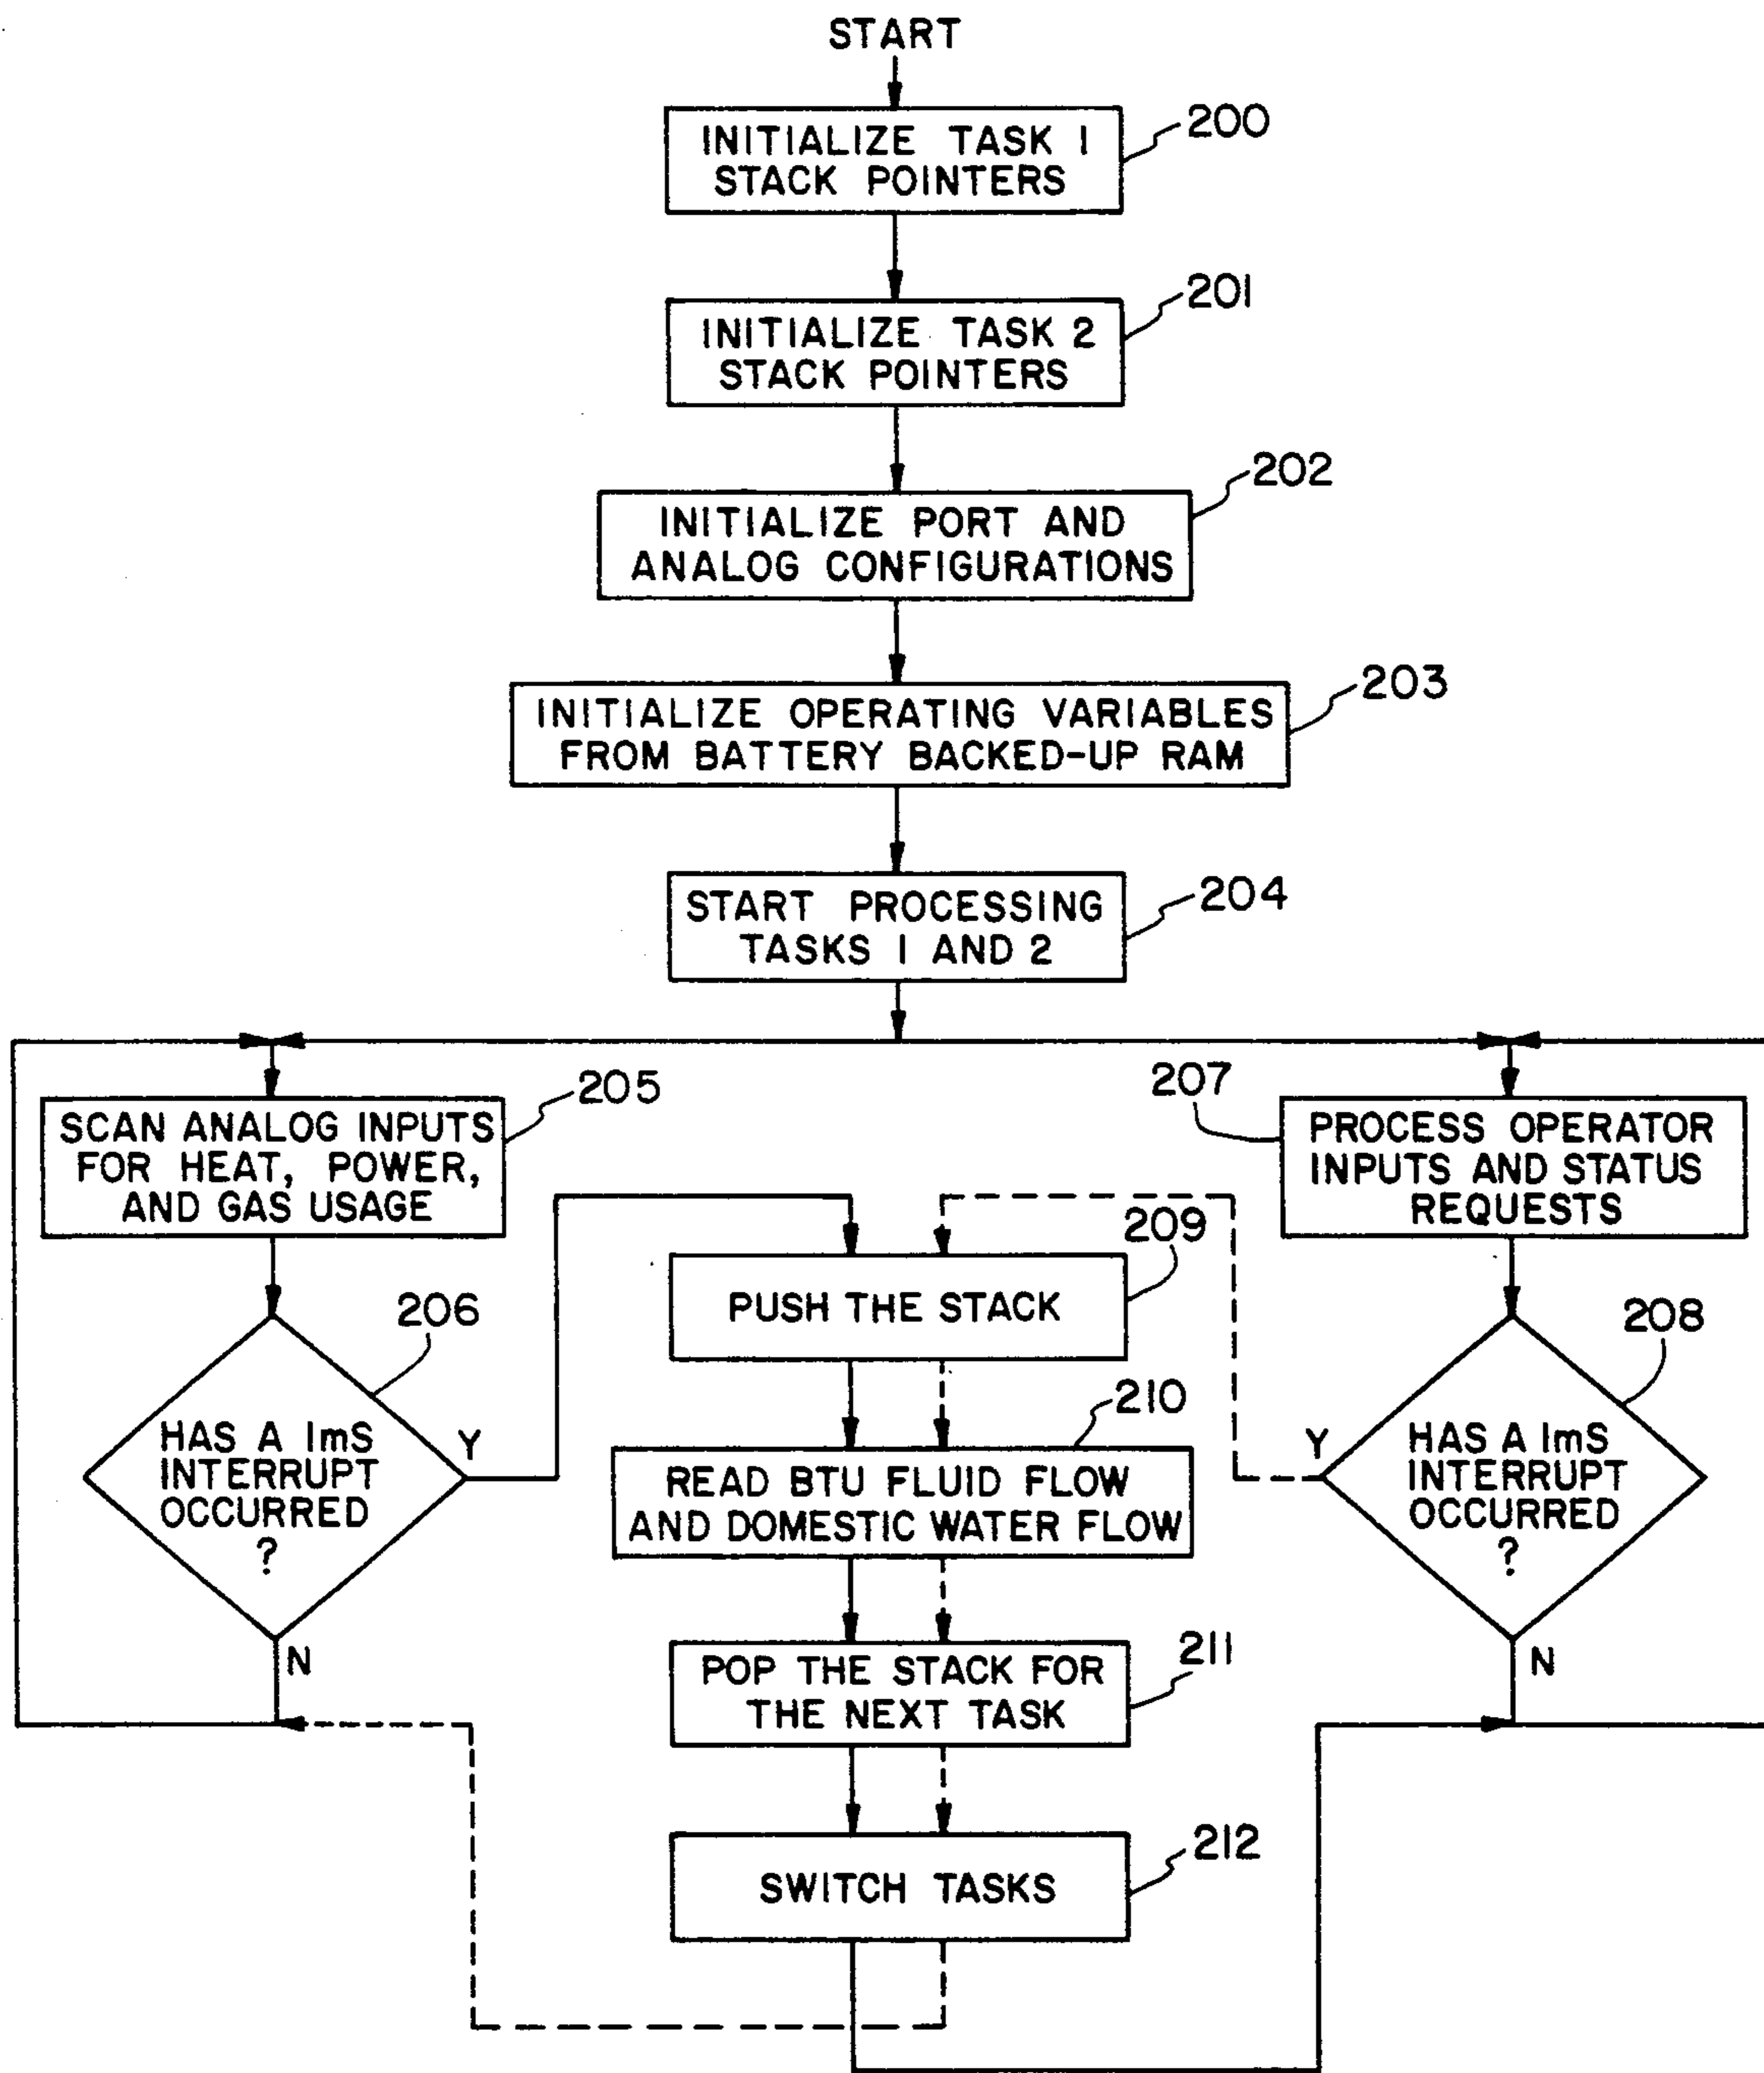 START
200
INITIALIZE TASK 1
STACK POINTERS
201
INITIALIZE TASK 2
STACK POINTERS
202
INITIALIZE PORT AND
ANALOG CONFIGURATIONS
203
INITIALIZE OPERATING VARIABLES
FROM BATTERY BACKED-UP RAM
204
START PROCESSING
TASKS 1 AND 2
205
SCAN ANALOG INPUTS
FOR HEAT, POWER,
AND GAS USAGE
207
PROCESS OPERATOR
INPUTS AND STATUS
REQUESTS
209
PUSH THE STACK
206
HAS A 1mS
INTERRUPT
OCCURRED
?
Y
N
208
HAS A 1mS
INTERRUPT
OCCURRED
?
Y
N
210
READ BTU FLUID FLOW
AND DOMESTIC WATER FLOW
211
POP THE STACK FOR
THE NEXT TASK
212
SWITCH TASKS